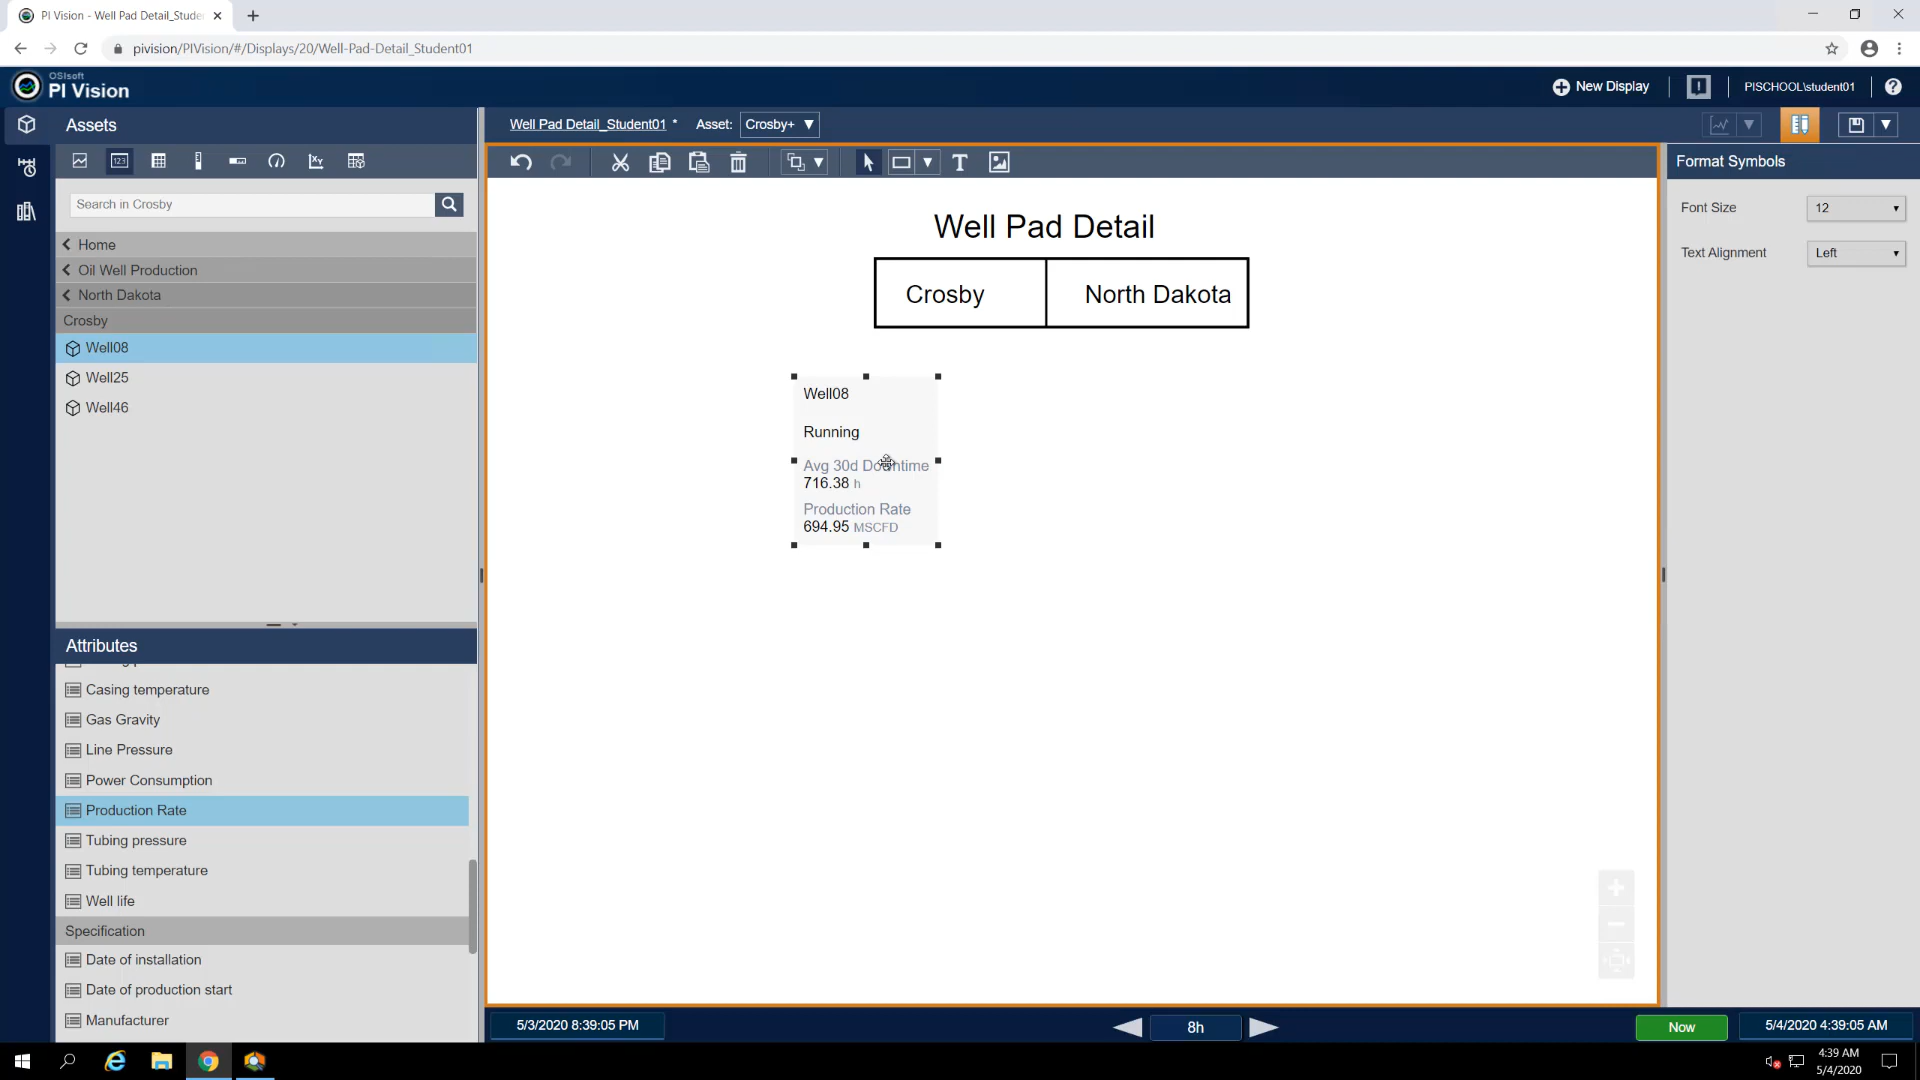 PI Vision - Well Pad Detail_Stude
pivision/PIVision/#/Displays/20/Well-Pad-Detail_Student01
OSIsoft
PI Vision
New Display
PISCHOOL\student01
Assets
Well Pad Detail_Student01 *
Asset:
Crosby+
Format Symbols
123
Search in Crosby
Home
Oil Well Production
North Dakota
Crosby
Well08
Well25
Well46
Font Size
12
Text Alignment
Left
Well Pad Detail
Crosby
North Dakota
Well08
Running
Avg 30d Downtime
716.38 h
Production Rate
694.95 MSCFD
Attributes
Casing temperature
Gas Gravity
Line Pressure
Power Consumption
Production Rate
Tubing pressure
Tubing temperature
Well life
Specification
Date of installation
Date of production start
Manufacturer
5/3/2020 8:39:05 PM
8h
Now
5/4/2020 4:39:05 AM
4:39 AM
5/4/2020